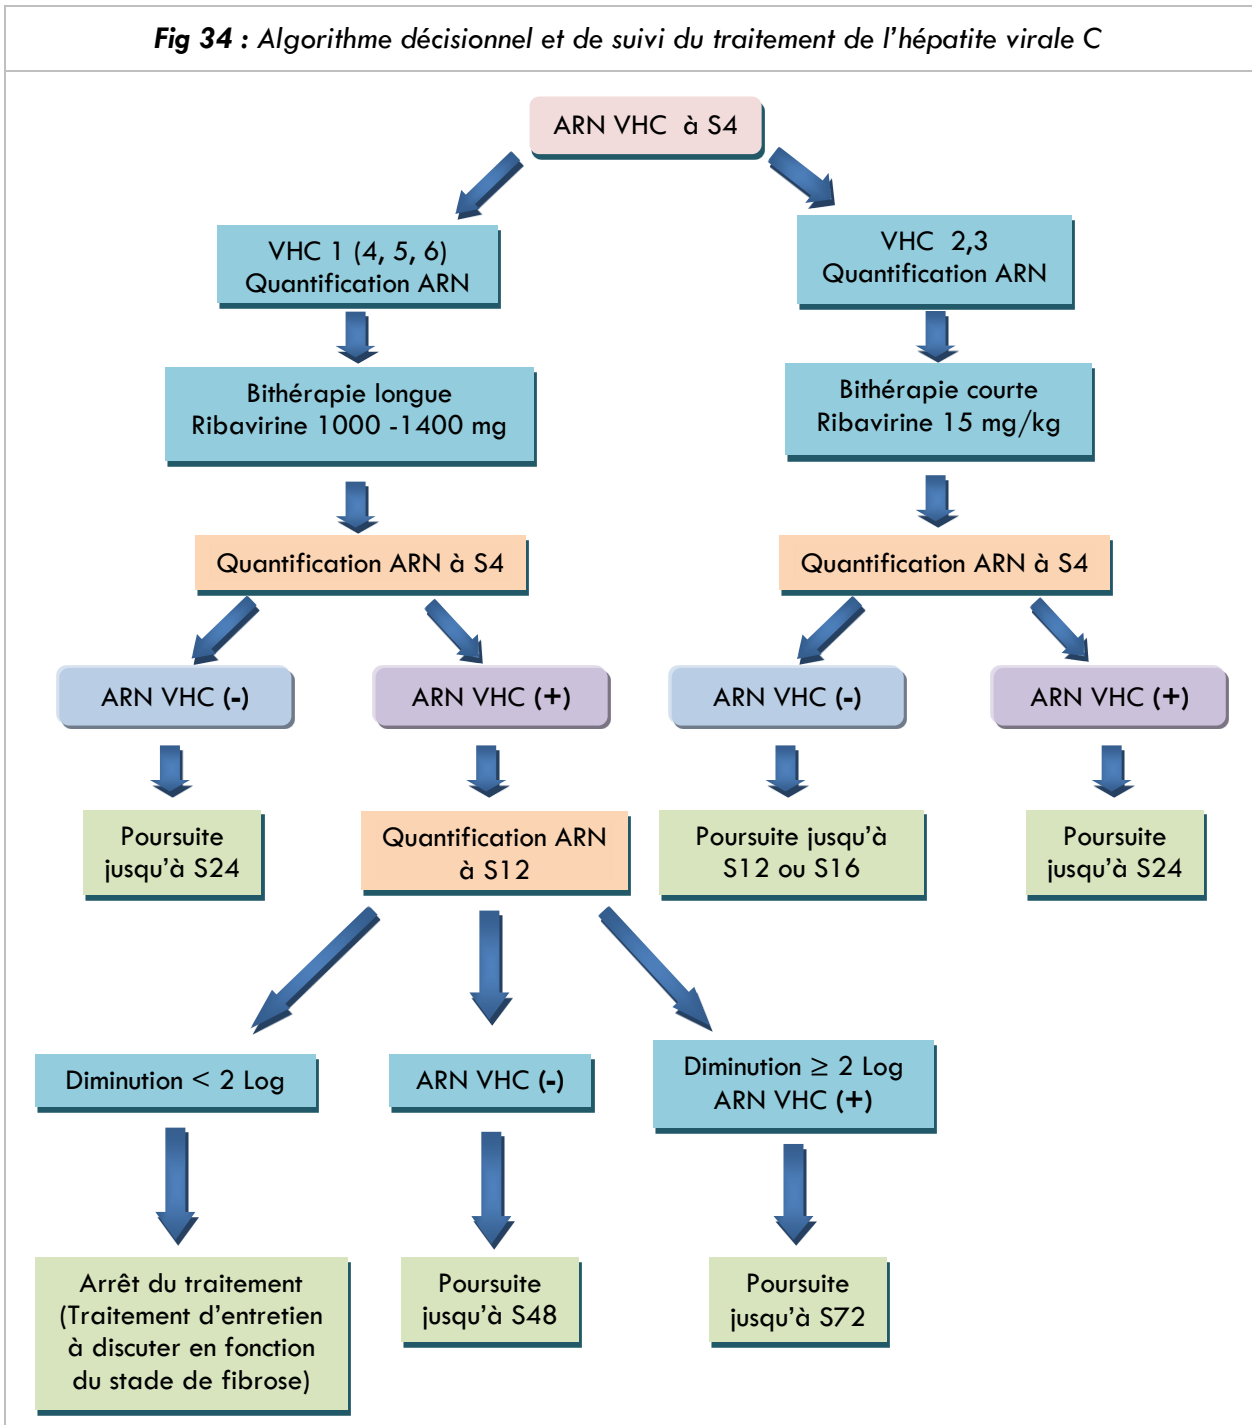 Fig 34 : Algorithme décisionnel et de suivi du traitement de l'hépatite virale C
ARN VHC à S4
VHC 1 (4, 5, 6)
Quantification ARN
VHC 2,3
Quantification ARN
Bithérapie longue
Ribavirine 1000 -1400 mg
Bithérapie courte
Ribavirine 15 mg/kg
Quantification ARN à S4
Quantification ARN à S4
ARN VHC (-)
ARN VHC (+)
ARN VHC (-)
ARN VHC (+)
Poursuite
jusqu'à S24
Quantification ARN
à S12
Poursuite jusqu'à
S12 ou S16
Poursuite
jusqu'à S24
Diminution < 2 Log
ARN VHC (-)
Diminution ≥ 2 Log
ARN VHC (+)
Arrêt du traitement
(Traitement d'entretien
à discuter en fonction
du stade de fibrose)
Poursuite
jusqu'à S48
Poursuite
jusqu'à S72